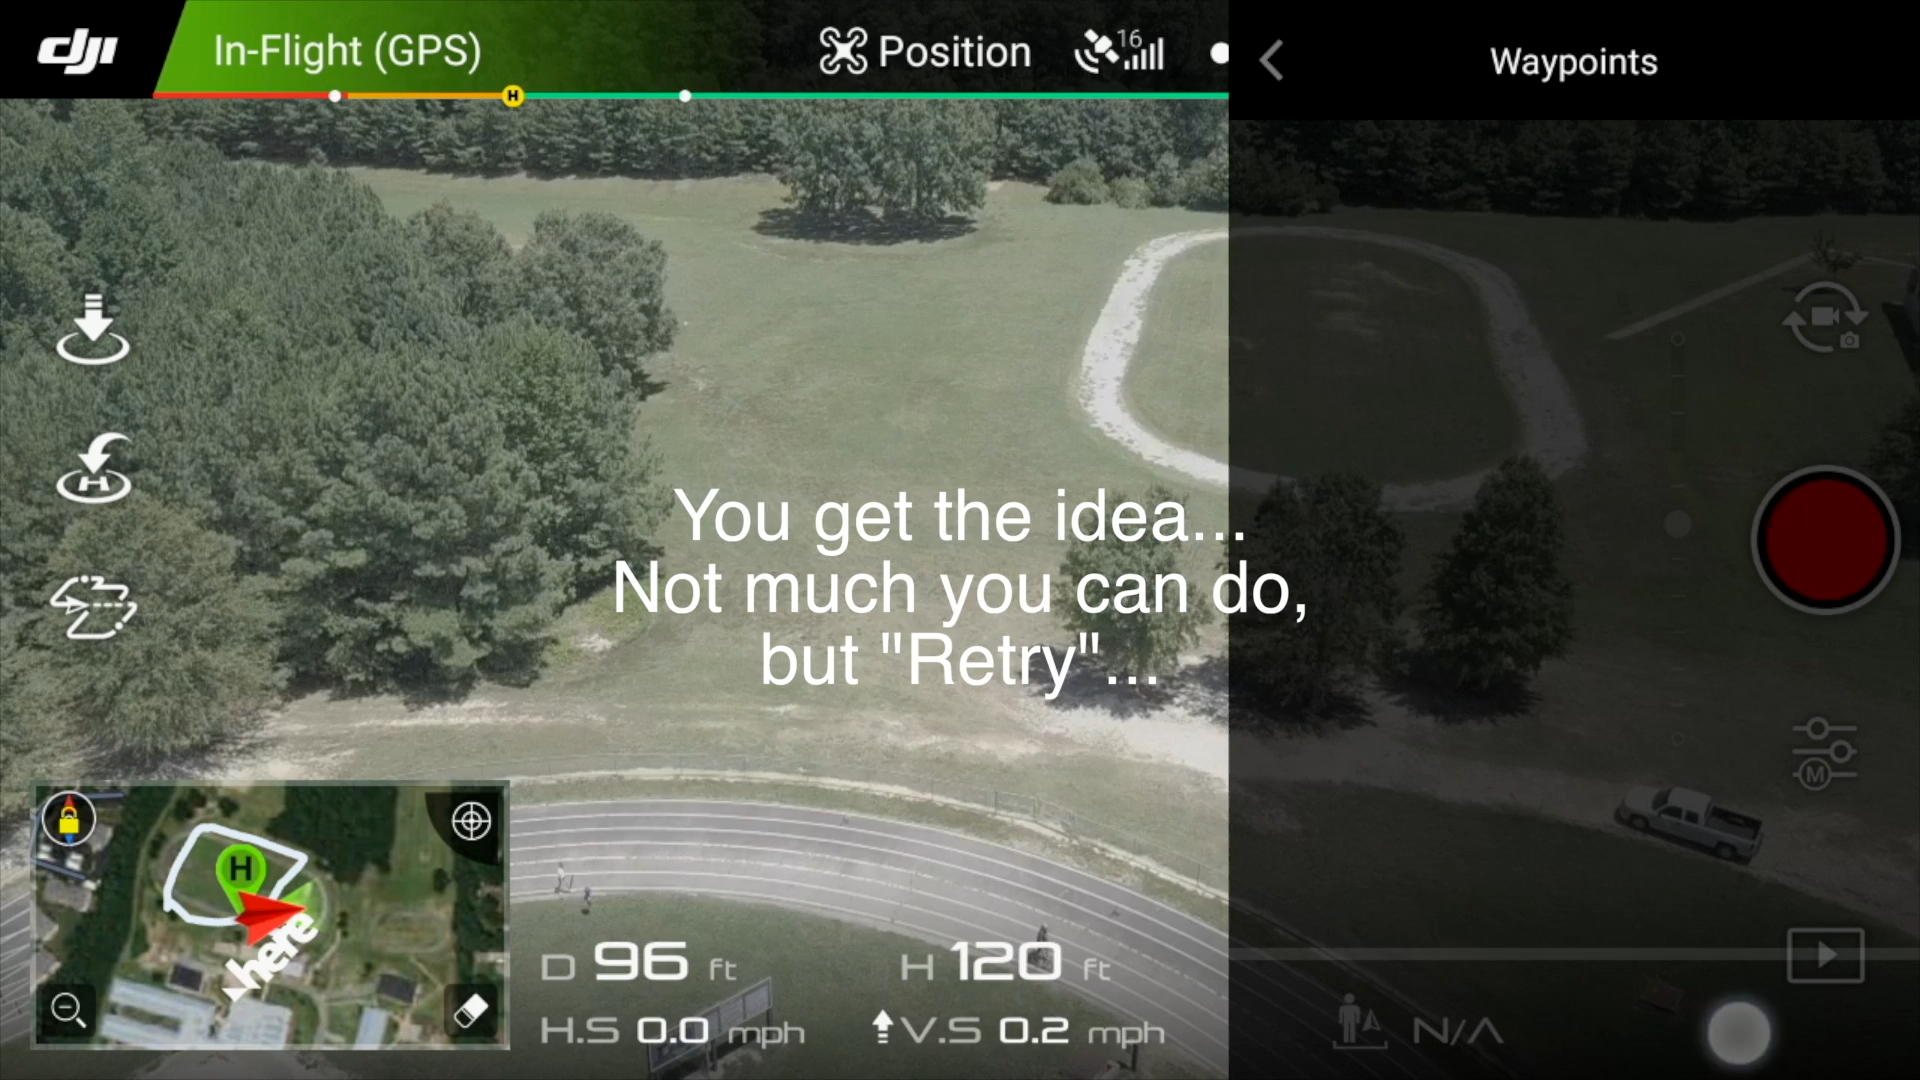 dji
In-Flight (GPS)
Position
16
Waypoints
H
H
You get the idea...
Not much you can do,
but "Retry"...
M
H
here
D 96 ft
H 120 ft
H.S 0.0 mph
V.S 0.2 mph
N/A